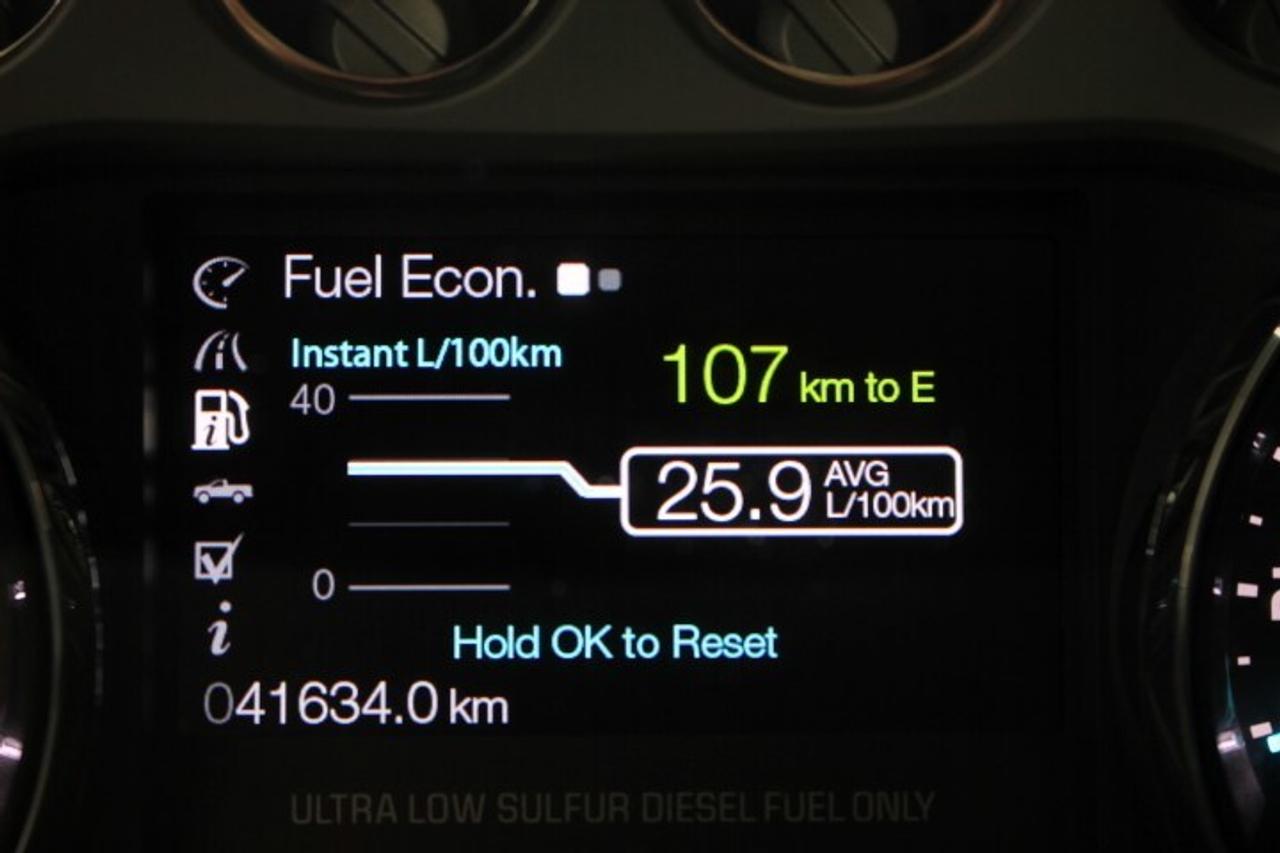 Fuel Econ.
Instant L/100km
107 km to E
40
25.9 AVG L/100km
0
Hold OK to Reset
041634.0 km
ULTRA LOW SULFUR DIESEL FUEL ONLY